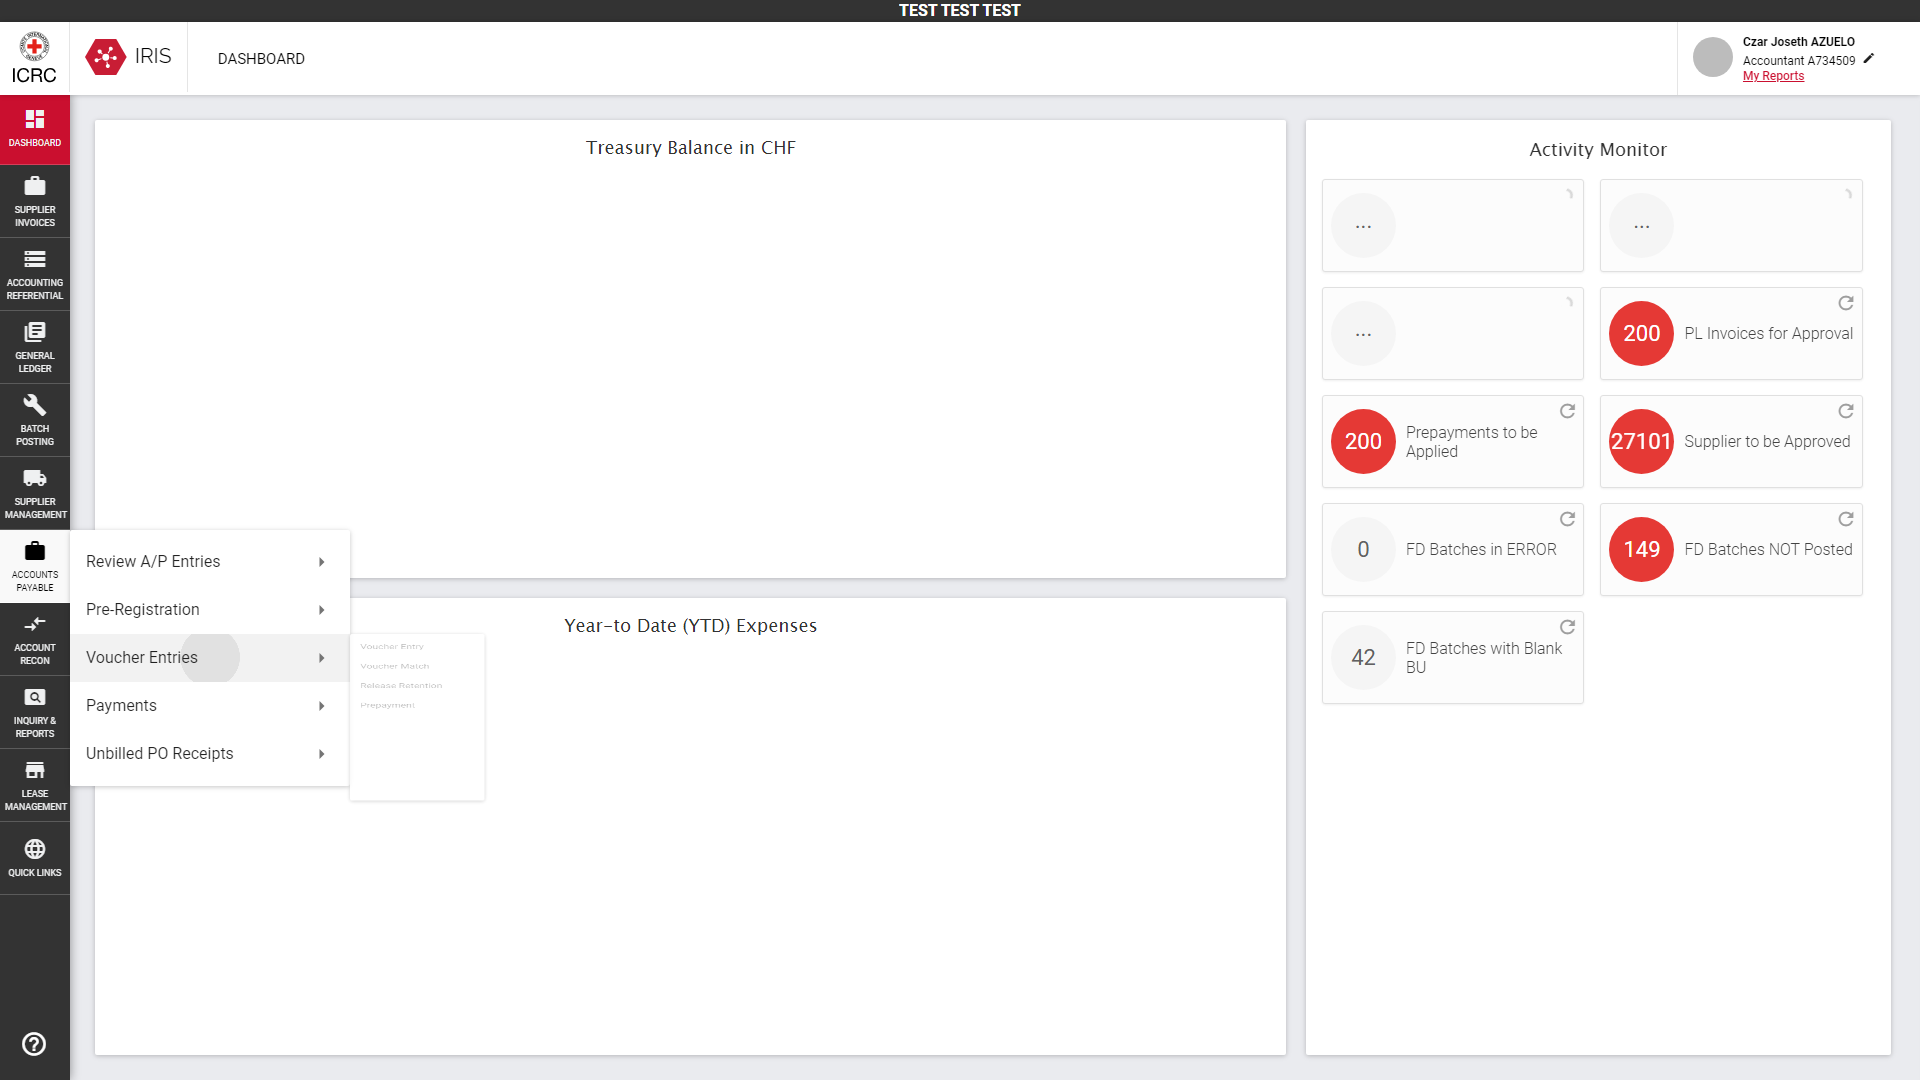 TEST TEST TEST
ICRC
IRIS
DASHBOARD
Czar Joseth AZUELO
Accountant A734509
My Reports
DASHBOARD
SUPPLIER
INVOICES
ACCOUNTING
REFERENTIAL
GENERAL
LEDGER
BATCH
POSTING
SUPPLIER
MANAGEMENT
ACCOUNTS
PAYABLE
ACCOUNT
RECON
INQUIRY &
REPORTS
LEASE
MANAGEMENT
QUICK LINKS
Review A/P Entries
Pre-Registration
Voucher Entries
Payments
Unbilled PO Receipts
Voucher Entry
Voucher Match
Release Retention
Prepayment
Treasury Balance in CHF
Year-to Date (YTD) Expenses
Activity Monitor
...
...
...
200 PL Invoices for Approval
200 Prepayments to be
Applied
27101 Supplier to be Approved
0 FD Batches in ERROR
149 FD Batches NOT Posted
42 FD Batches with Blank
BU